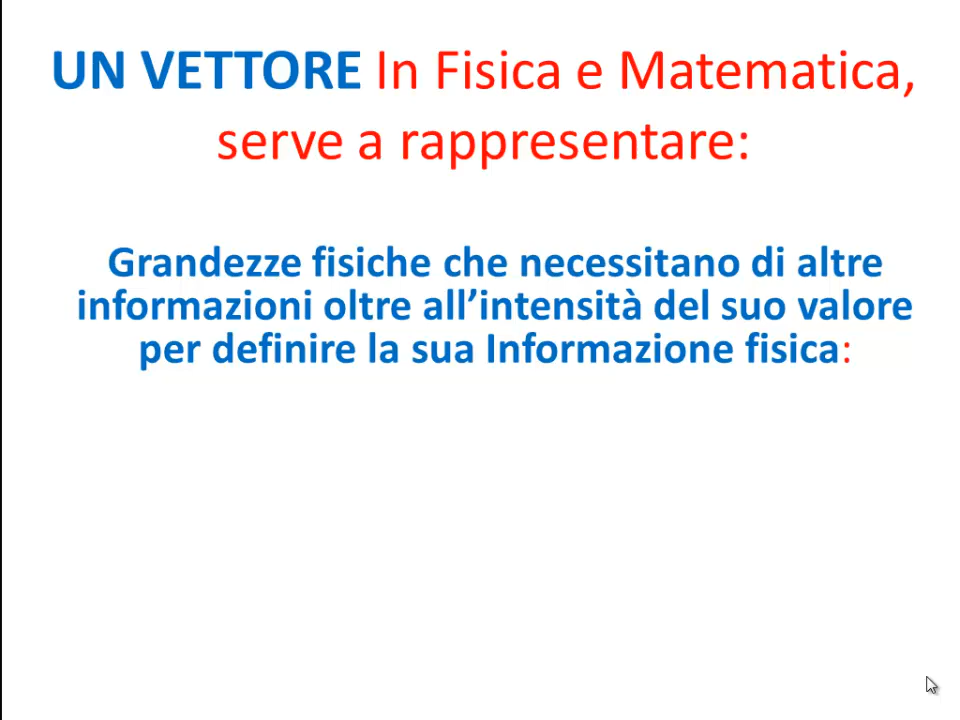 UN VETTORE In Fisica e Matematica,
serve a rappresentare:
Grandezze fisiche che necessitano di altre
informazioni oltre all’intensità del suo valore
per definire la sua Informazione fisica: